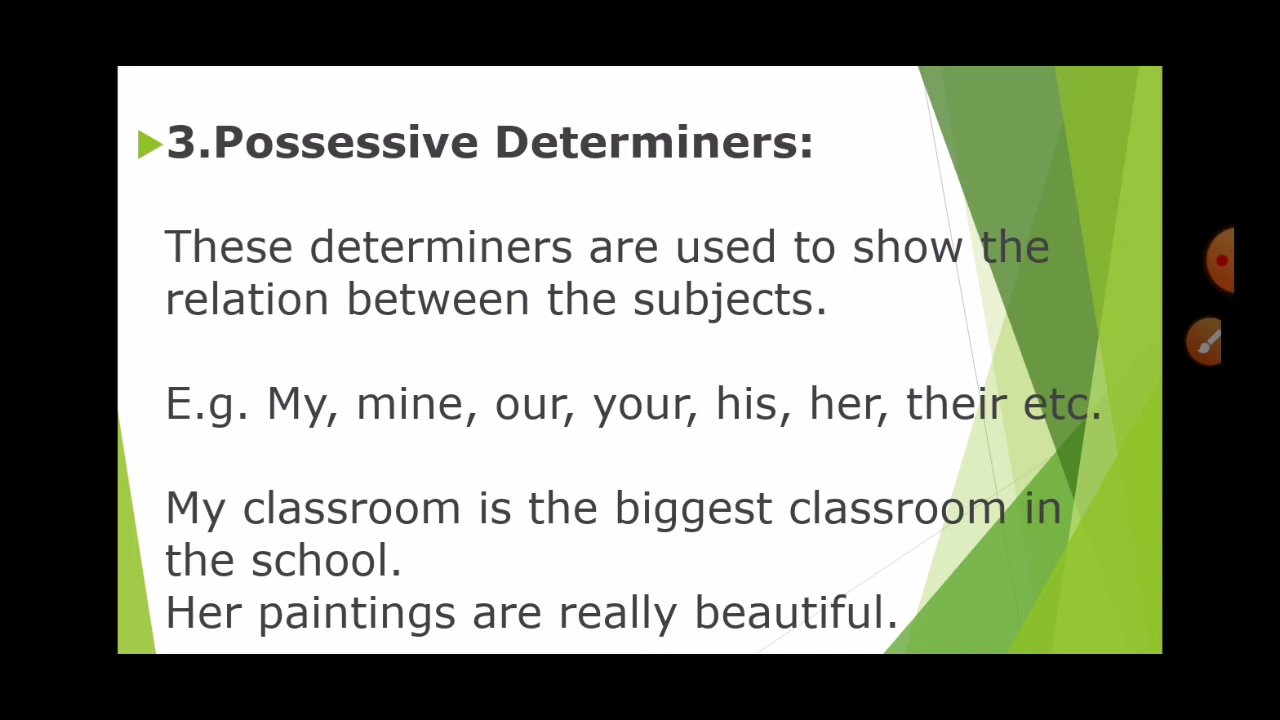 3.Possessive Determiners:
These determiners are used to show the
relation between the subjects.
E.g. My, mine, our, your, his, her, their etc.
My classroom is the biggest classroom in
the school.
Her paintings are really beautiful.